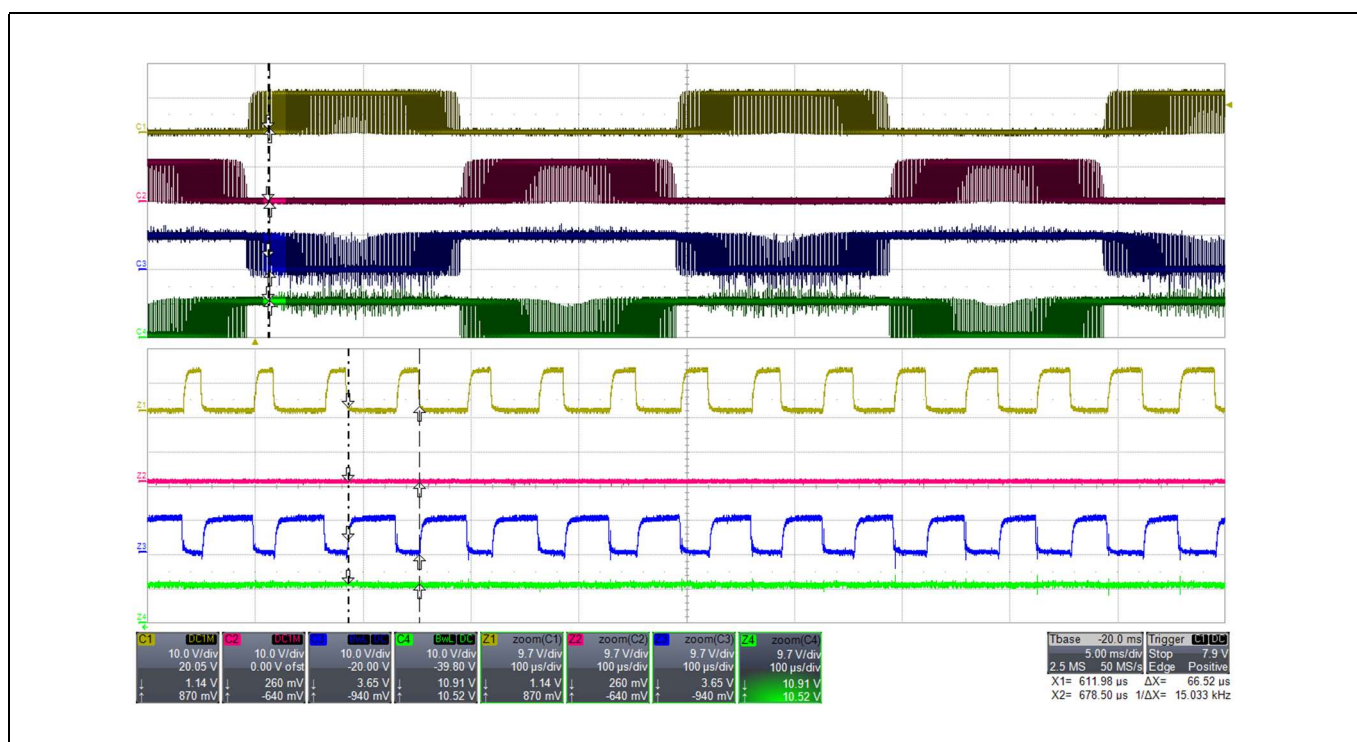 C1
C2
C3
C4
Z1
Z2
Z3
Z4
C1 DC1M
10.0 V/div
20.05 V
↓ 1.14 V
↑ 870 mV
C2 DC1M
10.0 V/div
0.00 V ofst
↓ 260 mV
↑ -640 mV
10.0 V/div
-20.00 V
↓ 3.65 V
↑ -940 mV
C4 BwL DC
10.0 V/div
-39.80 V
↓ 10.91 V
↑ 10.52 V
Z1 zoom(C1)
9.7 V/div
100 µs/div
↓ 1.14 V
↑ 870 mV
Z2 zoom(C2)
9.7 V/div
100 µs/div
↓ 260 mV
↑ -640 mV
zoom(C3)
9.7 V/div
100 µs/div
↓ 3.65 V
↑ -940 mV
Z4 zoom(C4)
9.7 V/div
100 µs/div
↓ 10.91 V
↑ 10.52 V
Tbase -20.0 ms
5.00 ms/div
2.5 MS 50 MS/s
Trigger C1 DC
Stop 7.9 V
Edge Positive
X1= 611.98 µs ΔX= 66.52 µs
X2= 678.50 µs 1/ΔX= 15.033 kHz